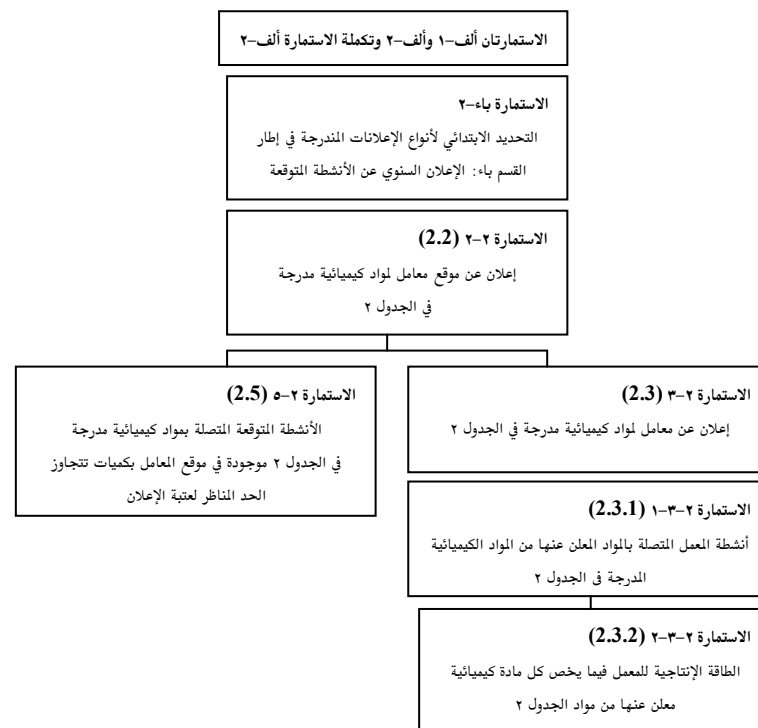 الاستمارتان ألف-١ وألف-٢ وتكملة الاستمارة ألف-٢
الاستمارة باء-٢
التحديد الابتدائي لأنواع الإعلانات المندرجة في إطار
القسم باء: الإعلان السنوي عن الأنشطة المتوقعة
الاستمارة ٢-٢ (2.2)
إعلان عن موقع معامل لمواد كيميائية مدرجة
في الجدول ٢
الاستمارة ٢-٣ (2.3)
إعلان عن معامل لمواد كيميائية مدرجة في الجدول ٢
الاستمارة ٢-٣-١ (2.3.1)
أنشطة المعمل المتصلة بالمواد المعلن عنها من المواد الكيميائية
المدرجة في الجدول ٢
الاستمارة ٢-٣-٢ (2.3.2)
الطاقة الإنتاجية للمعمل فيما يخص كل مادة كيميائية
معلن عنها من مواد الجدول ٢
الاستمارة ٢-٥ (2.5)
الأنشطة المتوقعة المتصلة بمواد كيميائية مدرجة
في الجدول ٢ موجودة في موقع المعامل بكميات تتجاوز
الحد المناظر لعتبة الإعلان